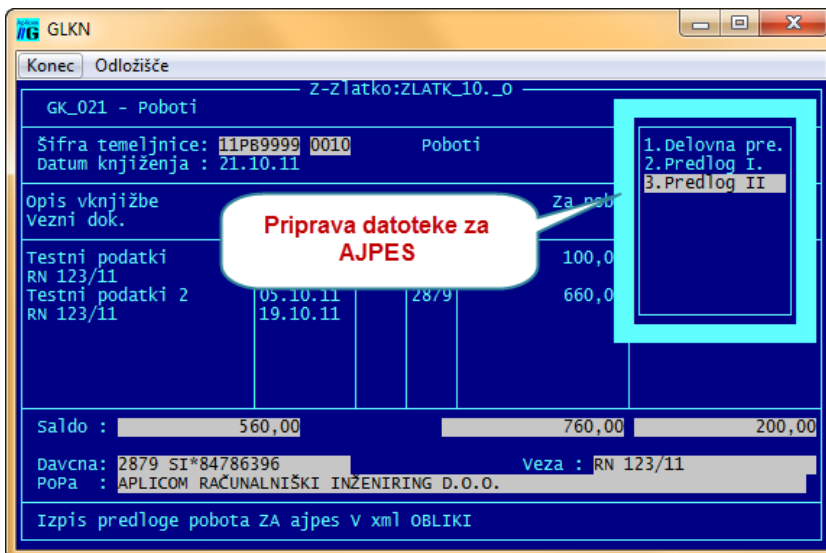 GLKN
Konec Odložišče
Z-Zlatko:ZLATK_10._O
GK_021 - Poboti
Šifra temeljnice: 11PB9999 0010 Poboti
Datum knjiženja : 21.10.11
1.Delovna pre.
2.Predlog I.
3.Predlog II
Opis vknjižbe
Vezni dok.
Za pob
Priprava datoteke za
AJPES
Testni podatki 100,0
RN 123/11
Testni podatki 2 05.10.11 2879 660,0
RN 123/11 19.10.11
Saldo : 560,00 760,00 200,00
Davcna: 2879 SI*84786396 Veza : RN 123/11
PoPa : APLICOM RAČUNALNIŠKI INŽENIRING D.O.O.
Izpis predloge pobota ZA ajpes V xml OBLIKI